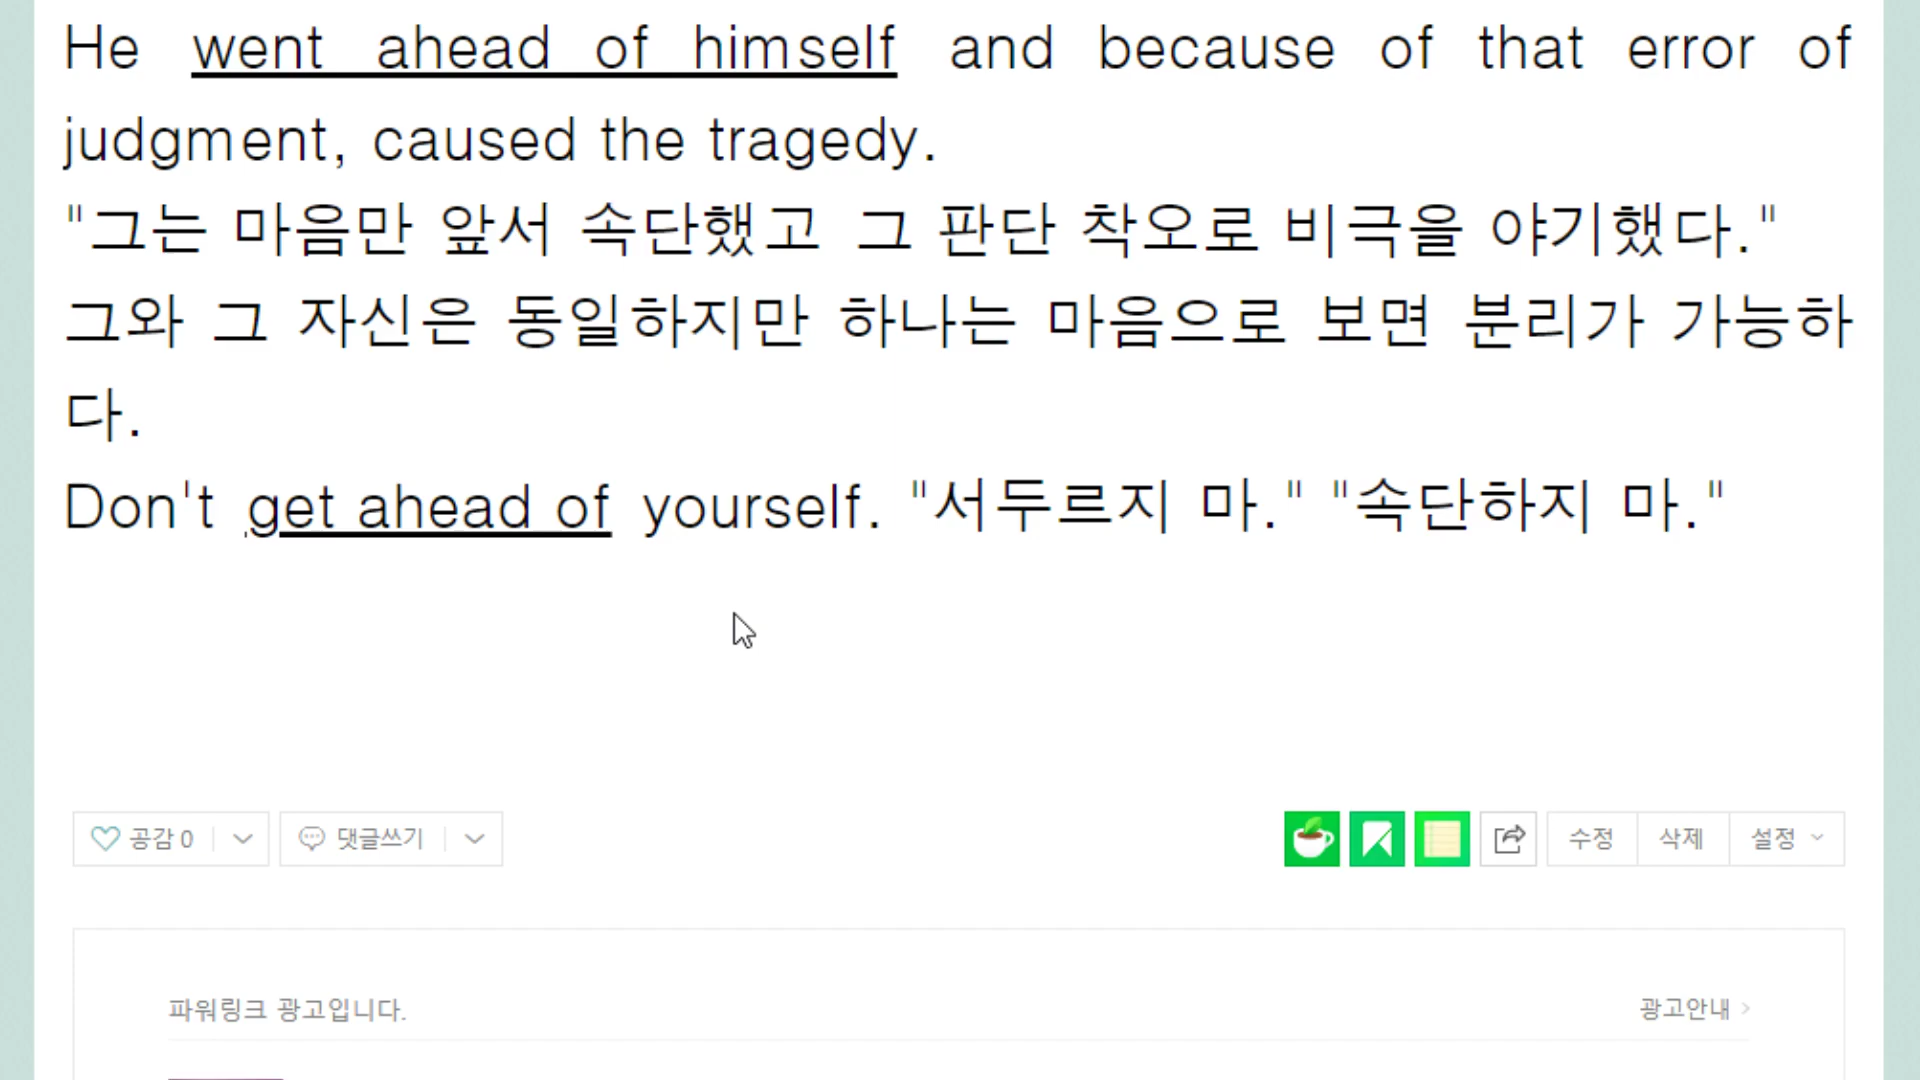 He went ahead of himself and because of that error of
judgment, caused the tragedy.
"그는 마음만 앞서 속단했고 그 판단 착오로 비극을 야기했다."
그와 그 자신은 동일하지만 하나는 마음으로 보면 분리가 가능하
다.
Don't get ahead of yourself. "서두르지 마." "속단하지 마."
공감 0
댓글쓰기
수정
삭제
설정
파워링크 광고입니다.
광고안내